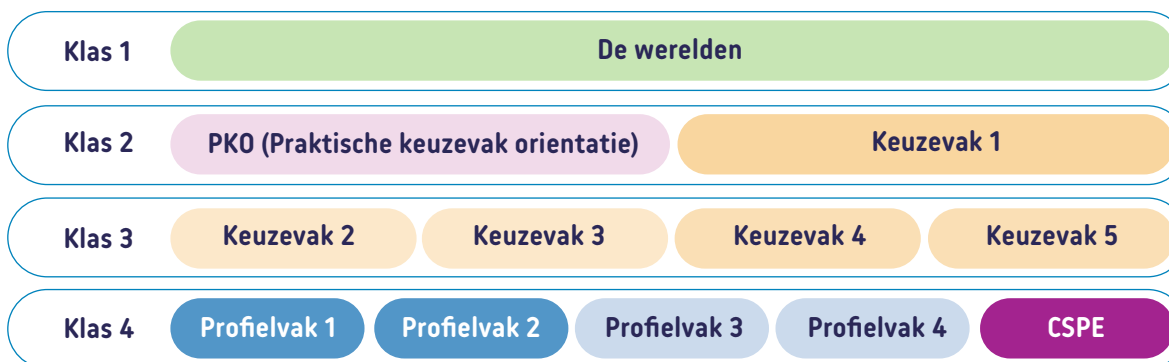 Klas 1 De werelden
Klas 2 PKO (Praktische keuzevak orientatie) Keuzevak 1
Klas 3 Keuzevak 2 Keuzevak 3 Keuzevak 4 Keuzevak 5
Klas 4 Profielvak 1 Profielvak 2 Profielvak 3 Profielvak 4 CSPE